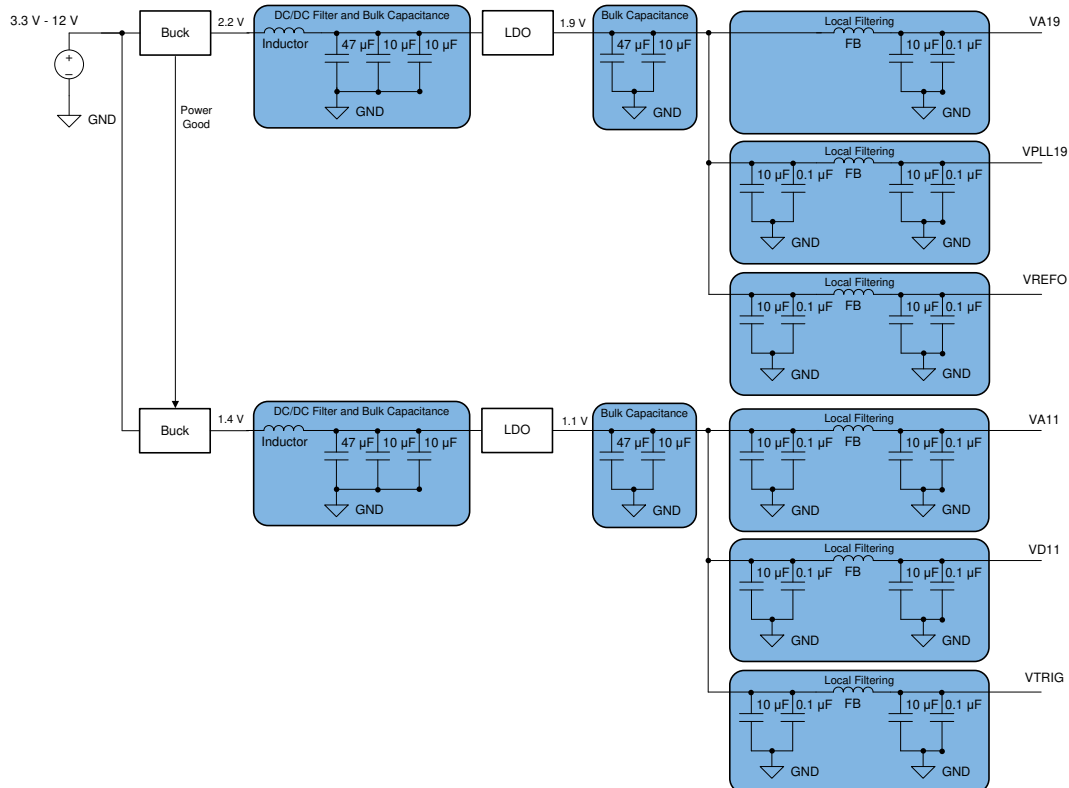 3.3 V - 12 V
Buck
2.2 V
DC/DC Filter and Bulk Capacitance
Inductor
47 µF
10 µF
10 µF
GND
LDO
1.9 V
Bulk Capacitance
47 µF
10 µF
GND
Local Filtering
FB
10 µF
0.1 µF
GND
VA19
+
−
GND
Power
Good
Local Filtering
10 µF
0.1 µF
FB
10 µF
0.1 µF
GND
GND
VPLL19
Local Filtering
10 µF
0.1 µF
FB
10 µF
0.1 µF
GND
GND
VREFO
Buck
1.4 V
DC/DC Filter and Bulk Capacitance
Inductor
47 µF
10 µF
10 µF
GND
LDO
1.1 V
Bulk Capacitance
47 µF
10 µF
GND
Local Filtering
10 µF
0.1 µF
FB
10 µF
0.1 µF
GND
GND
VA11
Local Filtering
10 µF
0.1 µF
FB
10 µF
0.1 µF
GND
GND
VD11
Local Filtering
10 µF
0.1 µF
FB
10 µF
0.1 µF
GND
GND
VTRIG